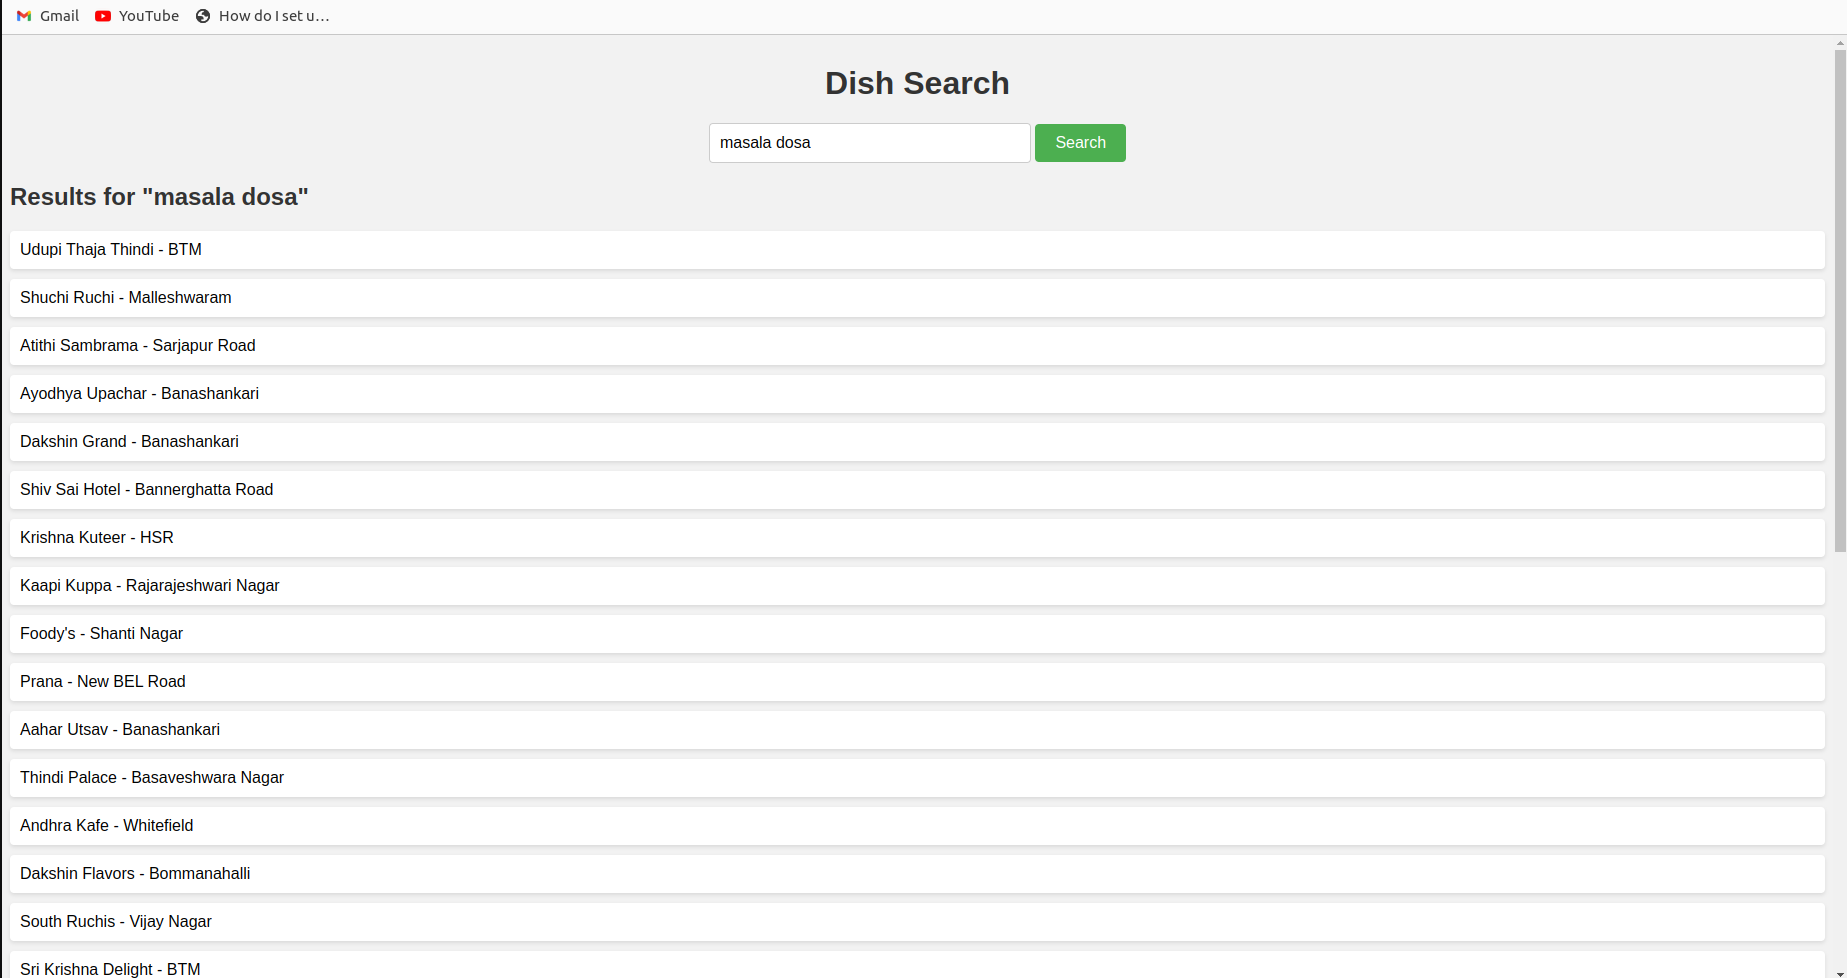 Gmail YouTube How do I set u...
Dish Search
masala dosa Search
Results for "masala dosa"
Udupi Thaja Thindi - BTM
Shuchi Ruchi - Malleshwaram
Atithi Sambrama - Sarjapur Road
Ayodhya Upachar - Banashankari
Dakshin Grand - Banashankari
Shiv Sai Hotel - Bannerghatta Road
Krishna Kuteer - HSR
Kaapi Kuppa - Rajarajeshwari Nagar
Foody's - Shanti Nagar
Prana - New BEL Road
Aahar Utsav - Banashankari
Thindi Palace - Basaveshwara Nagar
Andhra Kafe - Whitefield
Dakshin Flavors - Bommanahalli
South Ruchis - Vijay Nagar
Sri Krishna Delight - BTM